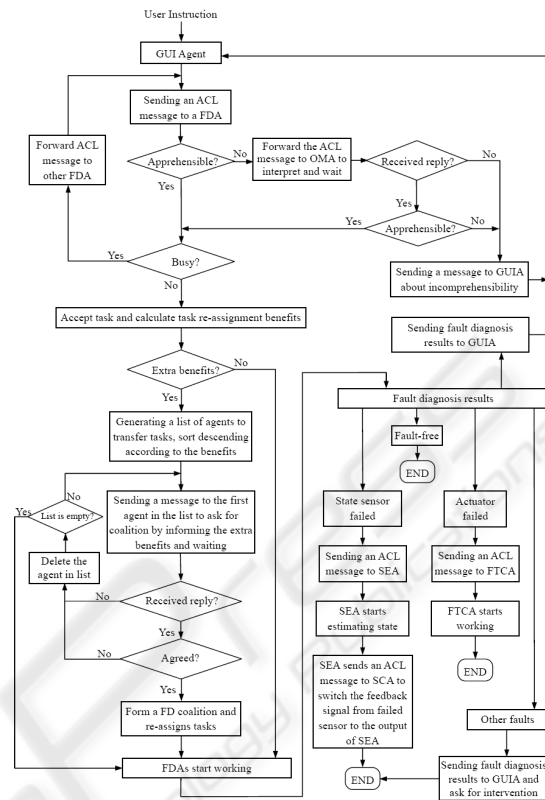 User Instruction
GUI Agent
Sending an ACL
message to a FDA
Forward ACL
message to
other FDA
Apprehensible?
No
Forward the ACL
message to OMA to
interpret and wait
Received reply?
No
Yes
Yes
Yes
Apprehensible?
No
Yes
Busy?
No
Sending a message to GUIA
about incomprehensibility
Accept task and calculate task re-assignment benefits
Sending fault diagnosis
results to GUIA
Extra benefits?
No
Yes
Fault diagnosis results
Generating a list of agents to
transfer tasks, sort descending
according to the benefits
Fault-free
END
No
Yes
List is empty?
Sending a message to the first
agent in the list to ask for
coalition by informing the extra
benefits and waiting
State sensor
failed
Actuator
failed
Delete the
agent in list
Sending an ACL
message to SEA
Sending an ACL
message to FTCA
No
Received reply?
Yes
SEA starts
estimating state
FTCA starts
working
No
Agreed?
Yes
SEA sends an ACL
message to SCA to
switch the feedback
signal from failed
sensor to the output
of SEA
END
Form a FD coalition and
re-assigns tasks
Other faults
FDAs start working
END
Sending fault diagnosis
results to GUIA and
ask for intervention